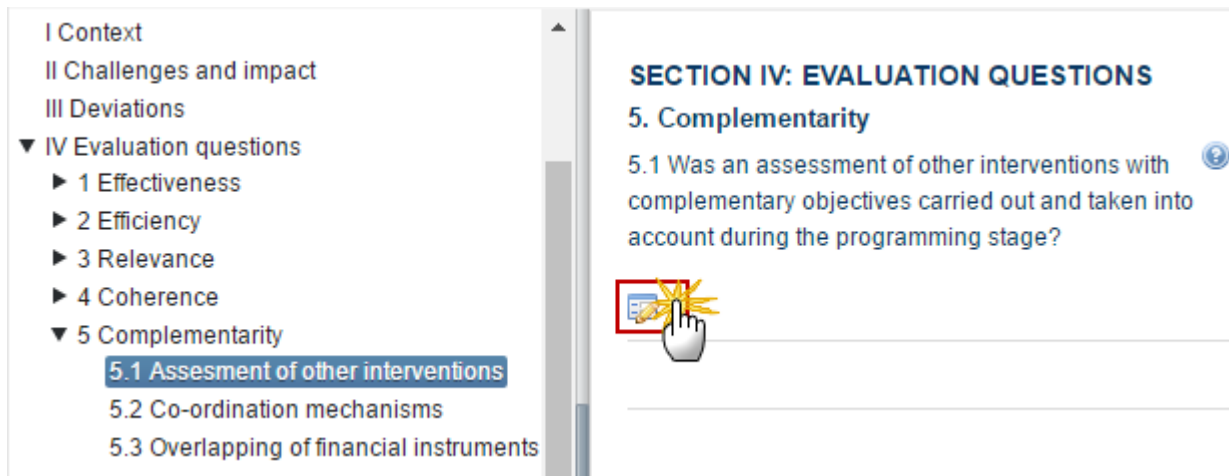 I Context
II Challenges and impact
III Deviations
IV Evaluation questions
1 Effectiveness
2 Efficiency
3 Relevance
4 Coherence
5 Complementarity
5.1 Assesment of other interventions
5.2 Co-ordination mechanisms
5.3 Overlapping of financial instruments
SECTION IV: EVALUATION QUESTIONS
5. Complementarity
5.1 Was an assessment of other interventions with
complementary objectives carried out and taken into
account during the programming stage?